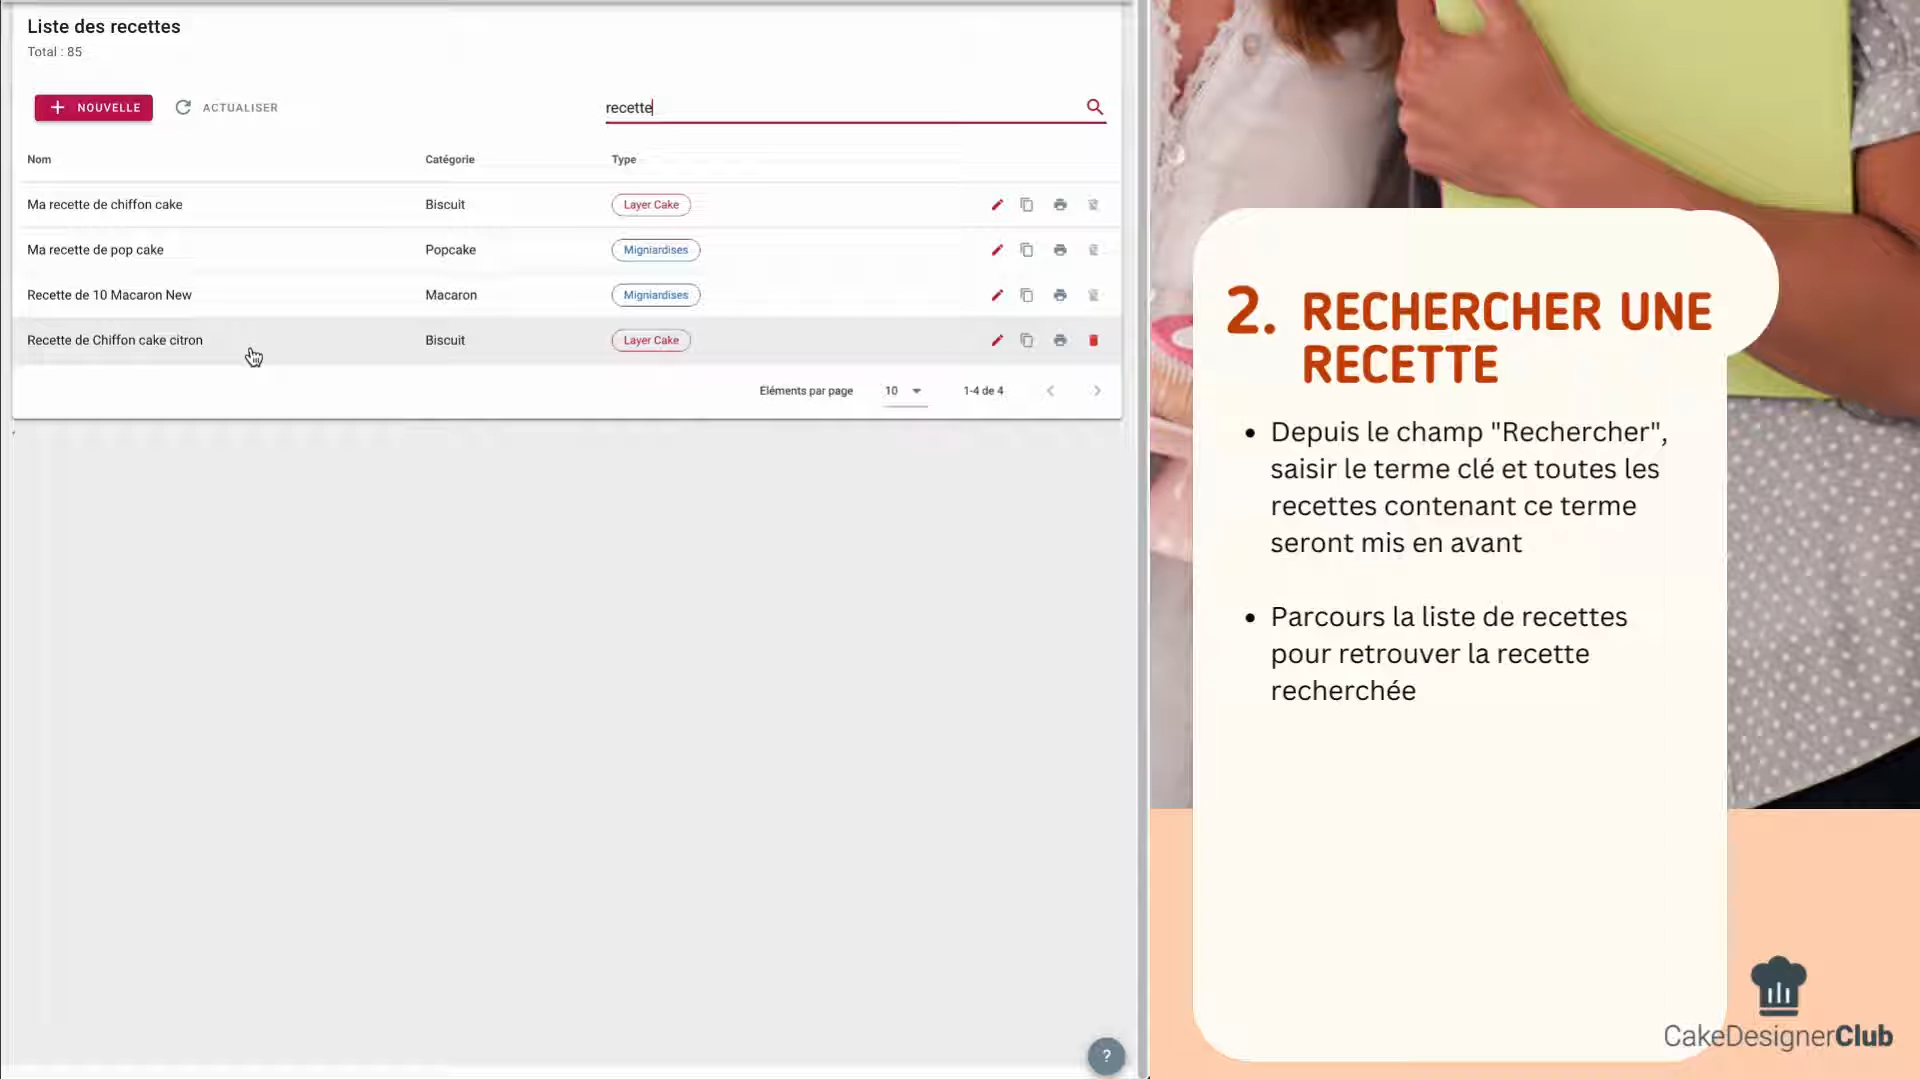 Liste des recettes
Total : 85
NOUVELLE
ACTUALISER
recette
Nom
Catégorie
Type
Ma recette de chiffon cake
Biscuit
Layer Cake
Ma recette de pop cake
Popcake
Migniardises
Recette de 10 Macaron New
Macaron
Migniardises
Recette de Chiffon cake citron
Biscuit
Layer Cake
Eléments par page
10
1-4 de 4
?
2. RECHERCHER UNE
RECETTE
• Depuis le champ "Rechercher",
saisir le terme clé et toutes les
recettes contenant ce terme
seront mis en avant
• Parcours la liste de recettes
pour retrouver la recette
recherchée
CakeDesignerClub